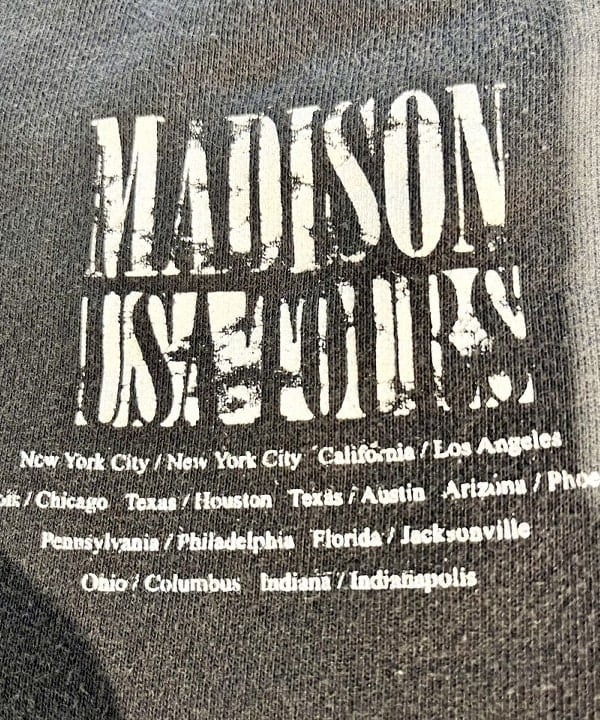 MADISON
New York City / New York City California / Los Angeles
/ Chicago Texas / Houston Texas / Austin Arizona / Phoe
Pennsylvania / Philadelphia Florida / Jacksonville
Ohio / Columbus Indiana / Indianapolis